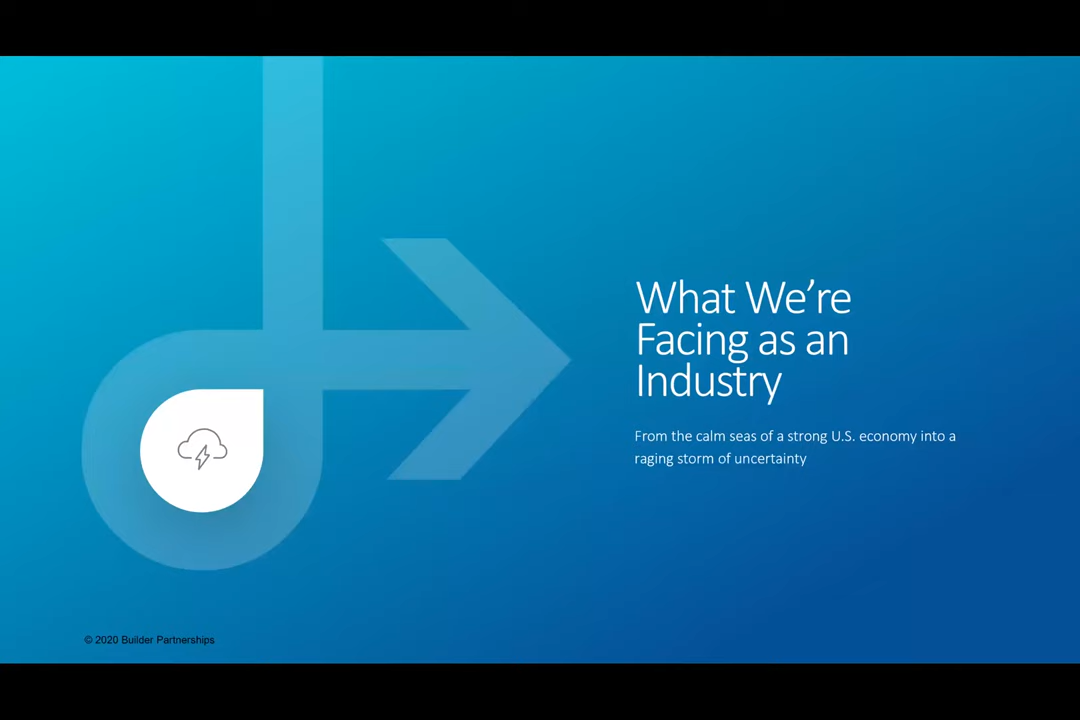 What We’re
Facing as an
Industry
From the calm seas of a strong U.S. economy into a
raging storm of uncertainty
© 2020 Builder Partnerships